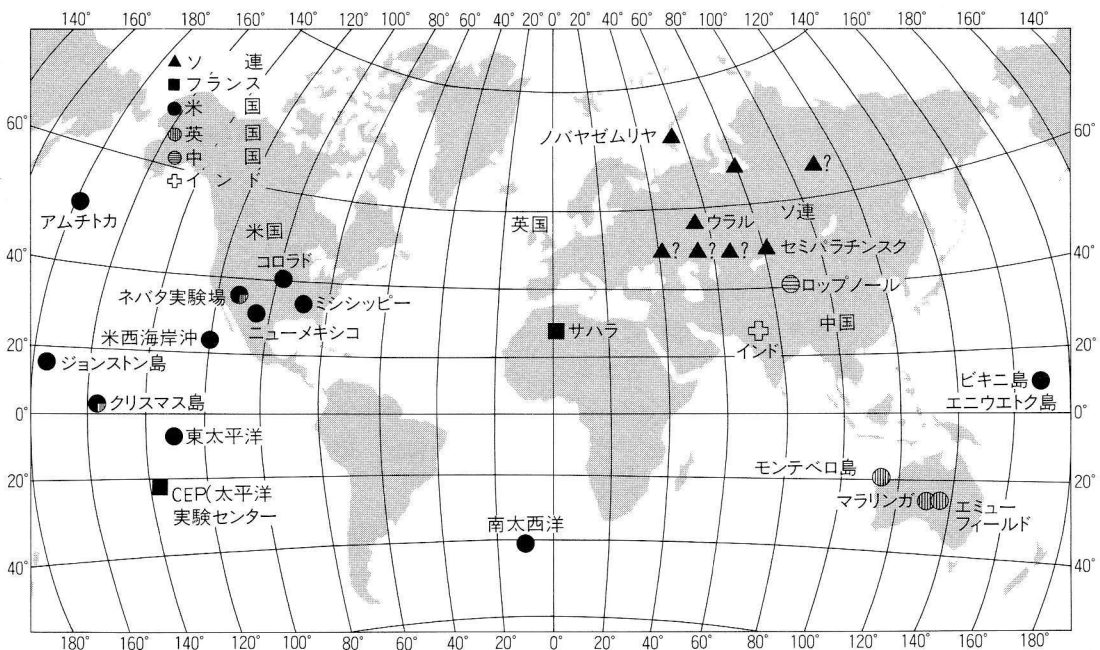 140° 160° 180° 160° 140° 120° 100° 80° 60° 40° 20° 0° 20° 40° 60° 80° 100° 120° 140° 160° 180° 160° 140°
▲ソ連
■フランス
●米国
英国
中国
インド
60°
60°
ノバヤゼムリヤ
?
アムチトカ
米国
英国
ウラル
ソ連
コロラド
? ? ?
セミパラチンスク
40°
40°
ネバタ実験場
ミシシッピー
ロップノール
ニューメキシコ
米西海岸沖
サハラ
中国
インド
20°
20°
ジョンストン島
ビキニ島
エニウエトク島
クリスマス島
0°
0°
東太平洋
モンテベロ島
20°
20°
CEP(太平洋
実験センター
マラリンガ
エミュー
フィールド
南太西洋
40°
40°
180° 160° 140° 120° 100° 80° 60° 40° 20° 0° 20° 40° 60° 80° 100° 120° 140° 160° 180°